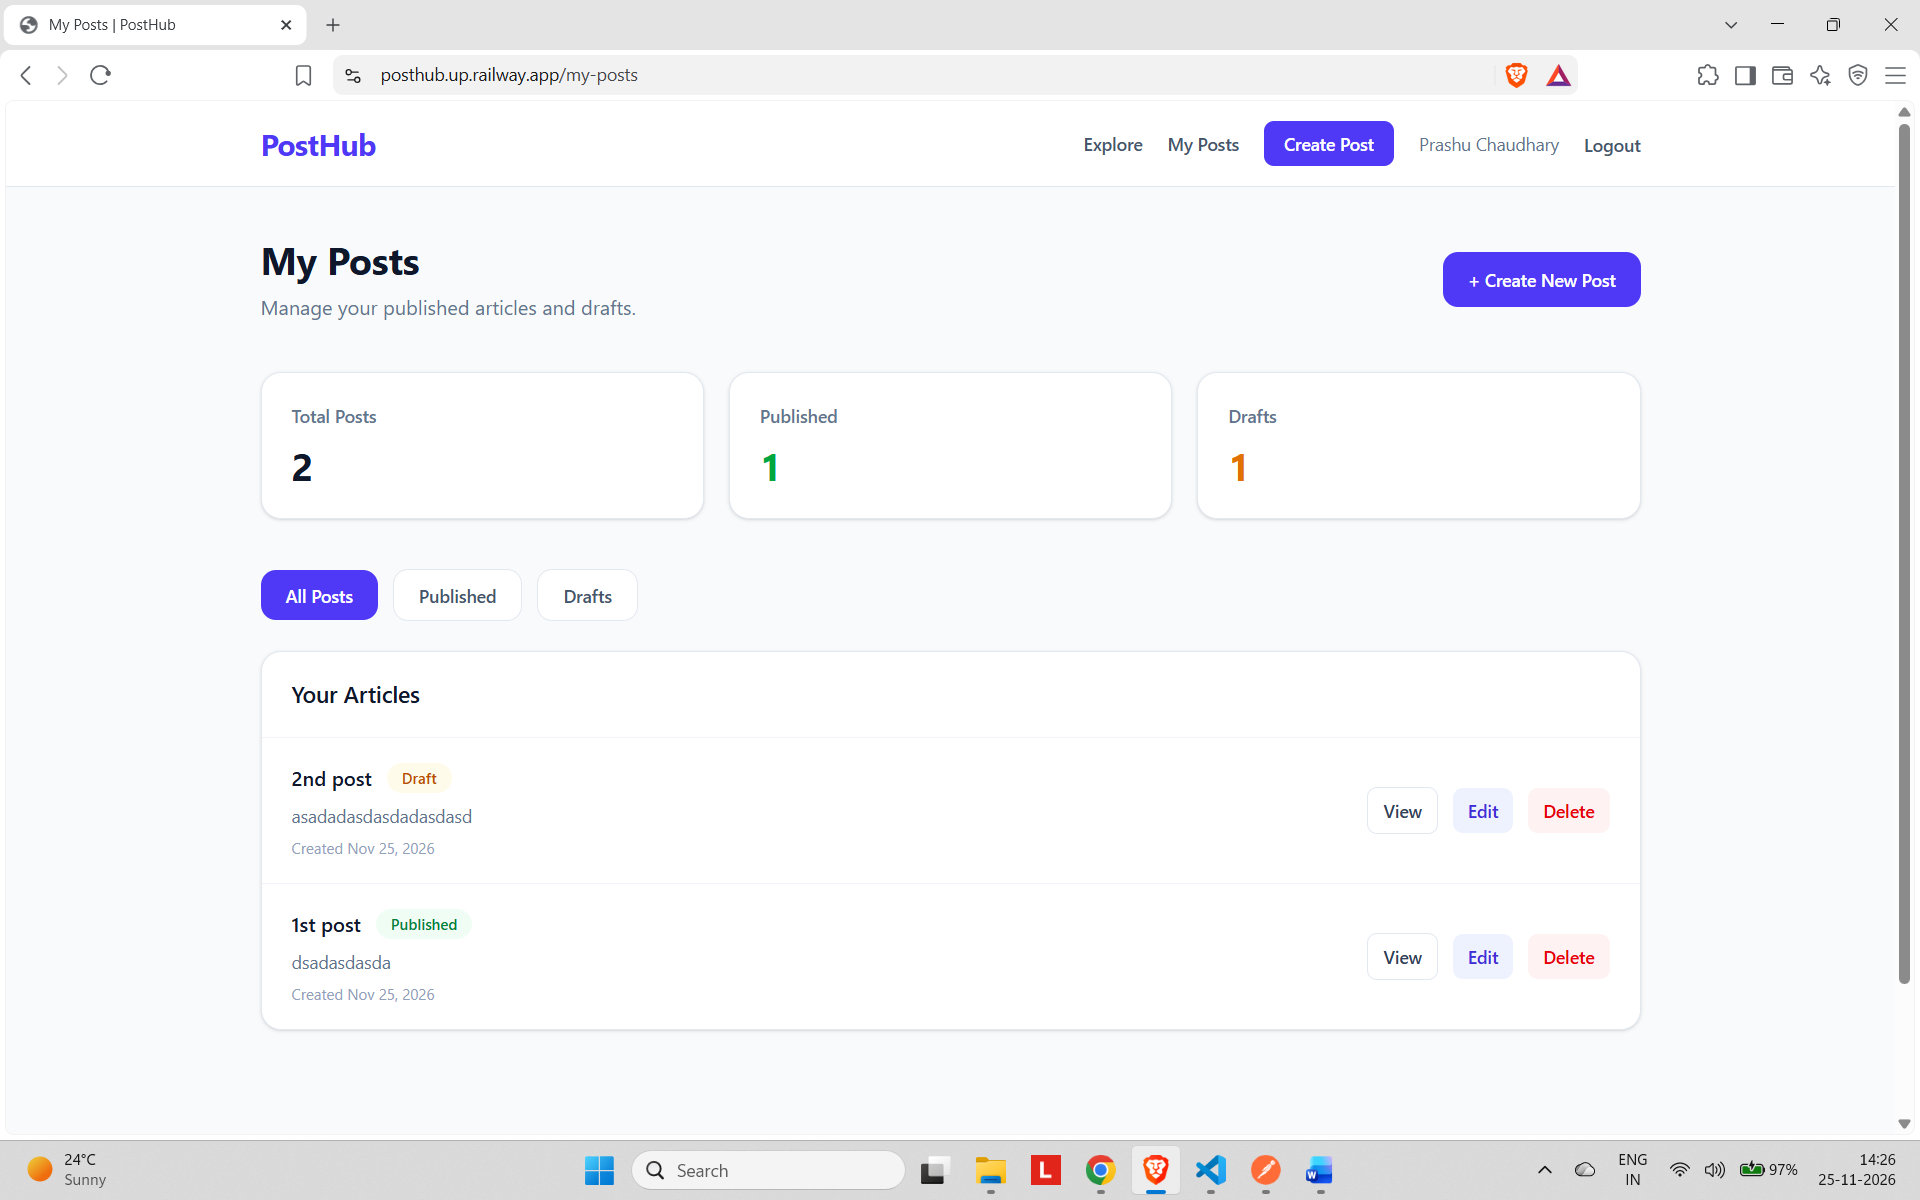 My Posts | PostHub
posthub.up.railway.app/my-posts
PostHub
Explore
My Posts
Create Post
Prashu Chaudhary
Logout
My Posts
Manage your published articles and drafts.
+ Create New Post
Total Posts
2
Published
1
Drafts
1
All Posts
Published
Drafts
Your Articles
2nd post
Draft
asadadasdasdadasdasd
Created Nov 25, 2026
View
Edit
Delete
1st post
Published
dsadasdasda
Created Nov 25, 2026
View
Edit
Delete
24°C
Sunny
Search
L
W
ENG
IN
97%
14:26
25-11-2026